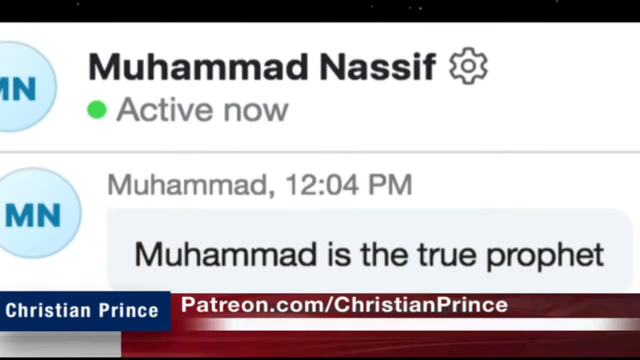 MN
Muhammad Nassif
Active now
Muhammad, 12:04 PM
MN
Muhammad is the true prophet
Christian Prince
Patreon.com/ChristianPrince